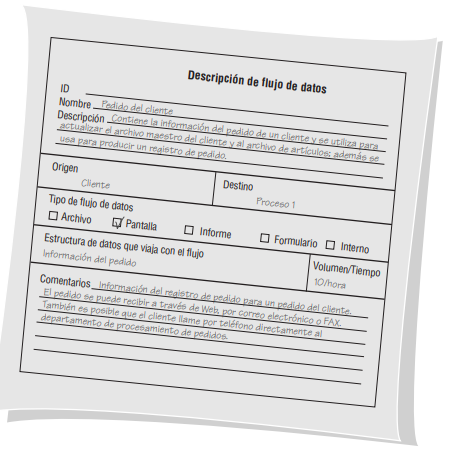 Descripción de flujo de datos
ID
Nombre Pedido del cliente
Descripción Contiene la información del pedido de un cliente y se utiliza para
actualizar el archivo maestro del cliente y al archivo de artículos; además se
usa para producir un registro de pedido.
Origen
Cliente
Destino
Proceso 1
Tipo de flujo de datos
Archivo Pantalla Informe Formulario Interno
Estructura de datos que viaja con el flujo
Información del pedido
Volumen/Tiempo
10/hora
Comentarios Información del registro de pedido para un pedido del cliente.
El pedido se puede recibir a través de Web, por correo electrónico o FAX.
También es posible que el cliente llame por teléfono directamente al
departamento de procesamiento de pedidos.